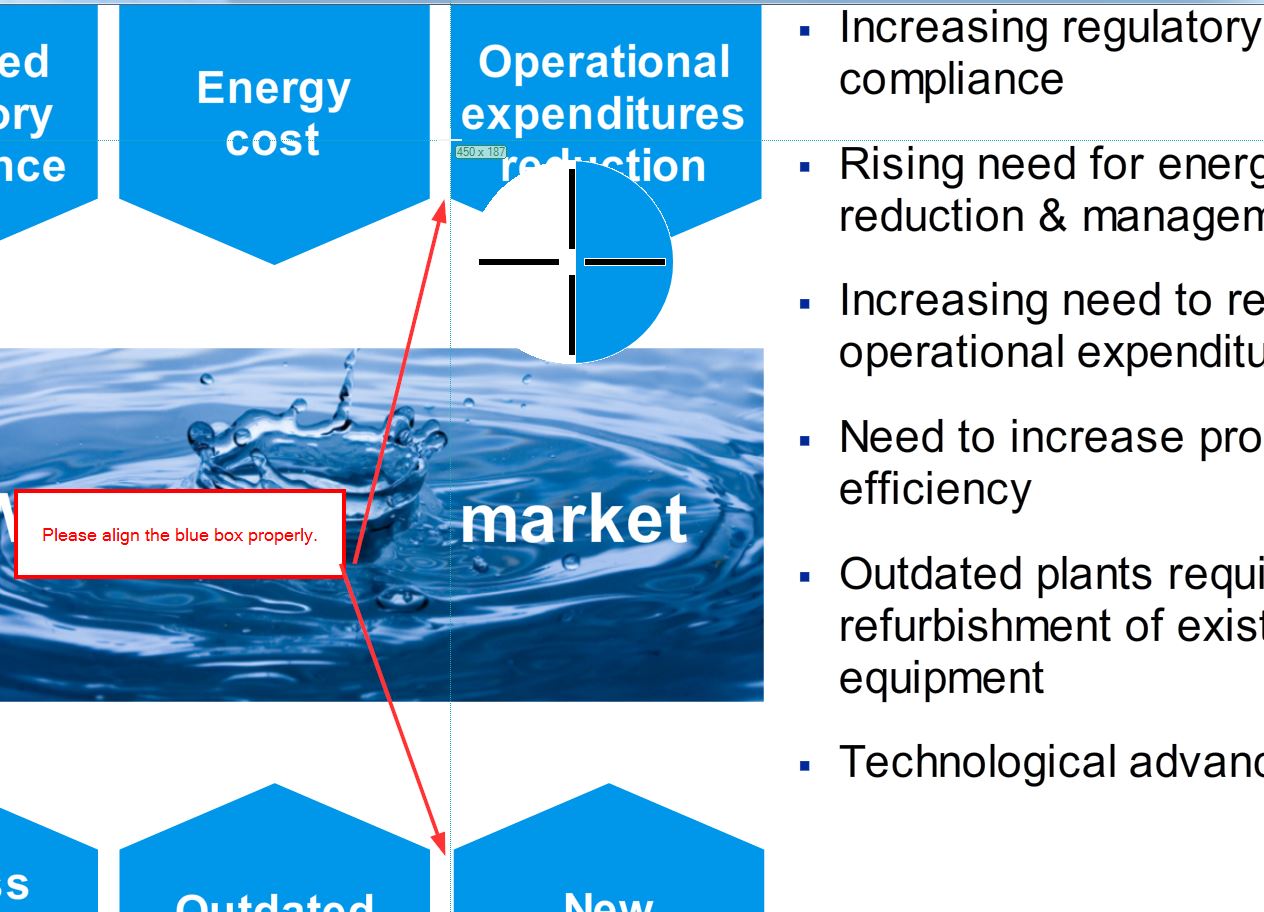 ed
ory
nce
Energy
cost
Operational
expenditures
reduction
450 x 187
Increasing regulatory
compliance
Rising need for energ
reduction & managem
Increasing need to re
operational expenditu
Need to increase pro
efficiency
Outdated plants requi
refurbishment of exist
equipment
Technological advanc
market
Please align the blue box properly.
ss
Outdated
New